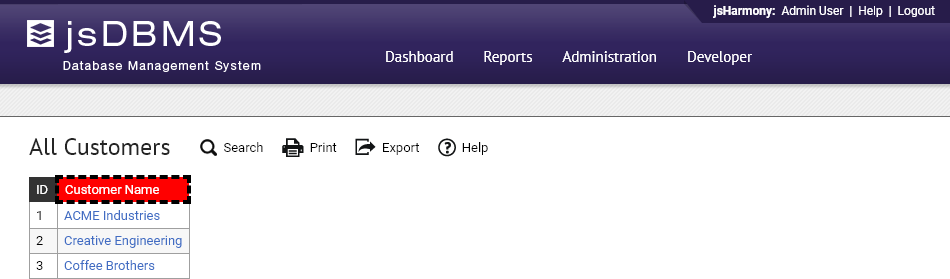 jsHarmony: Admin User | Help | Logout
jsDBMS
Database Management System
Dashboard Reports Administration Developer
All Customers Search Print Export Help
ID Customer Name
1 ACME Industries
2 Creative Engineering
3 Coffee Brothers